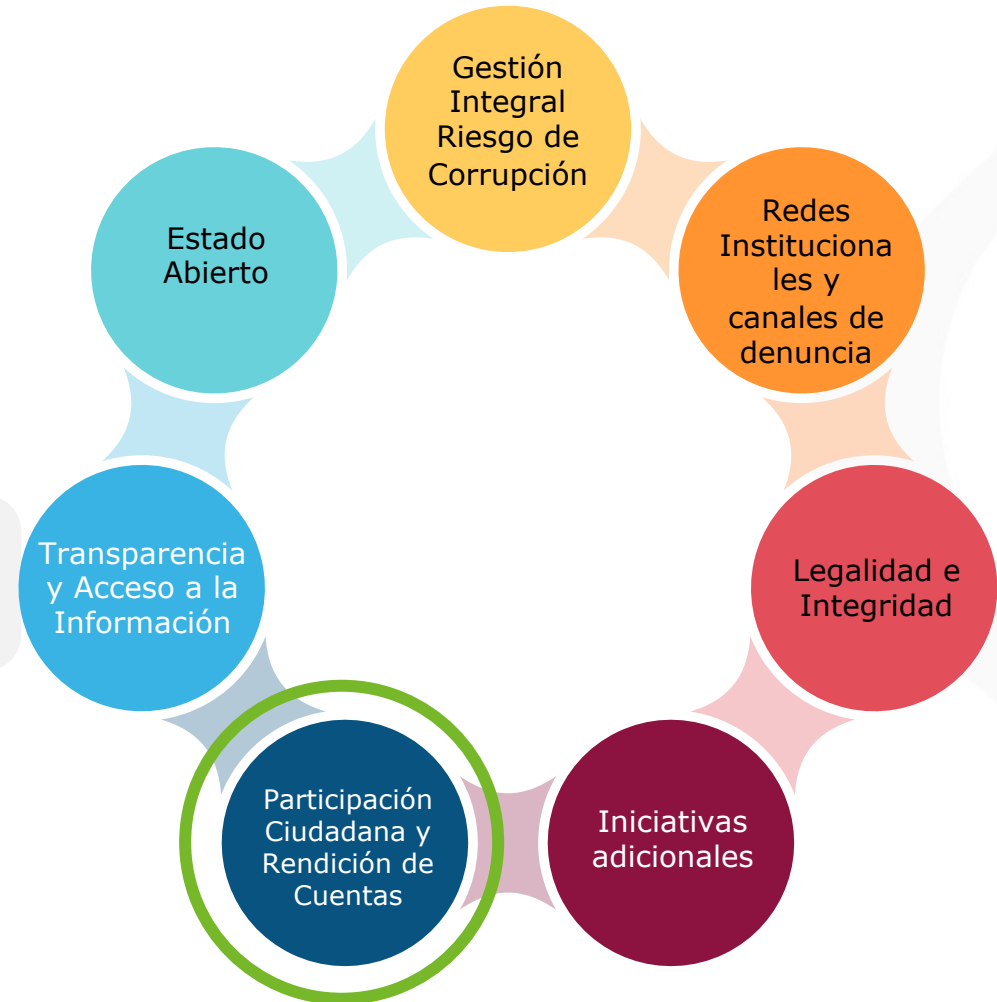 Gestión
Integral
Riesgo de
Corrupción
Redes
Instituciona
les y
canales de
denuncia
Legalidad e
Integridad
Iniciativas
adicionales
Participación
Ciudadana y
Rendición de
Cuentas
Transparencia
y Acceso a la
Información
Estado
Abierto